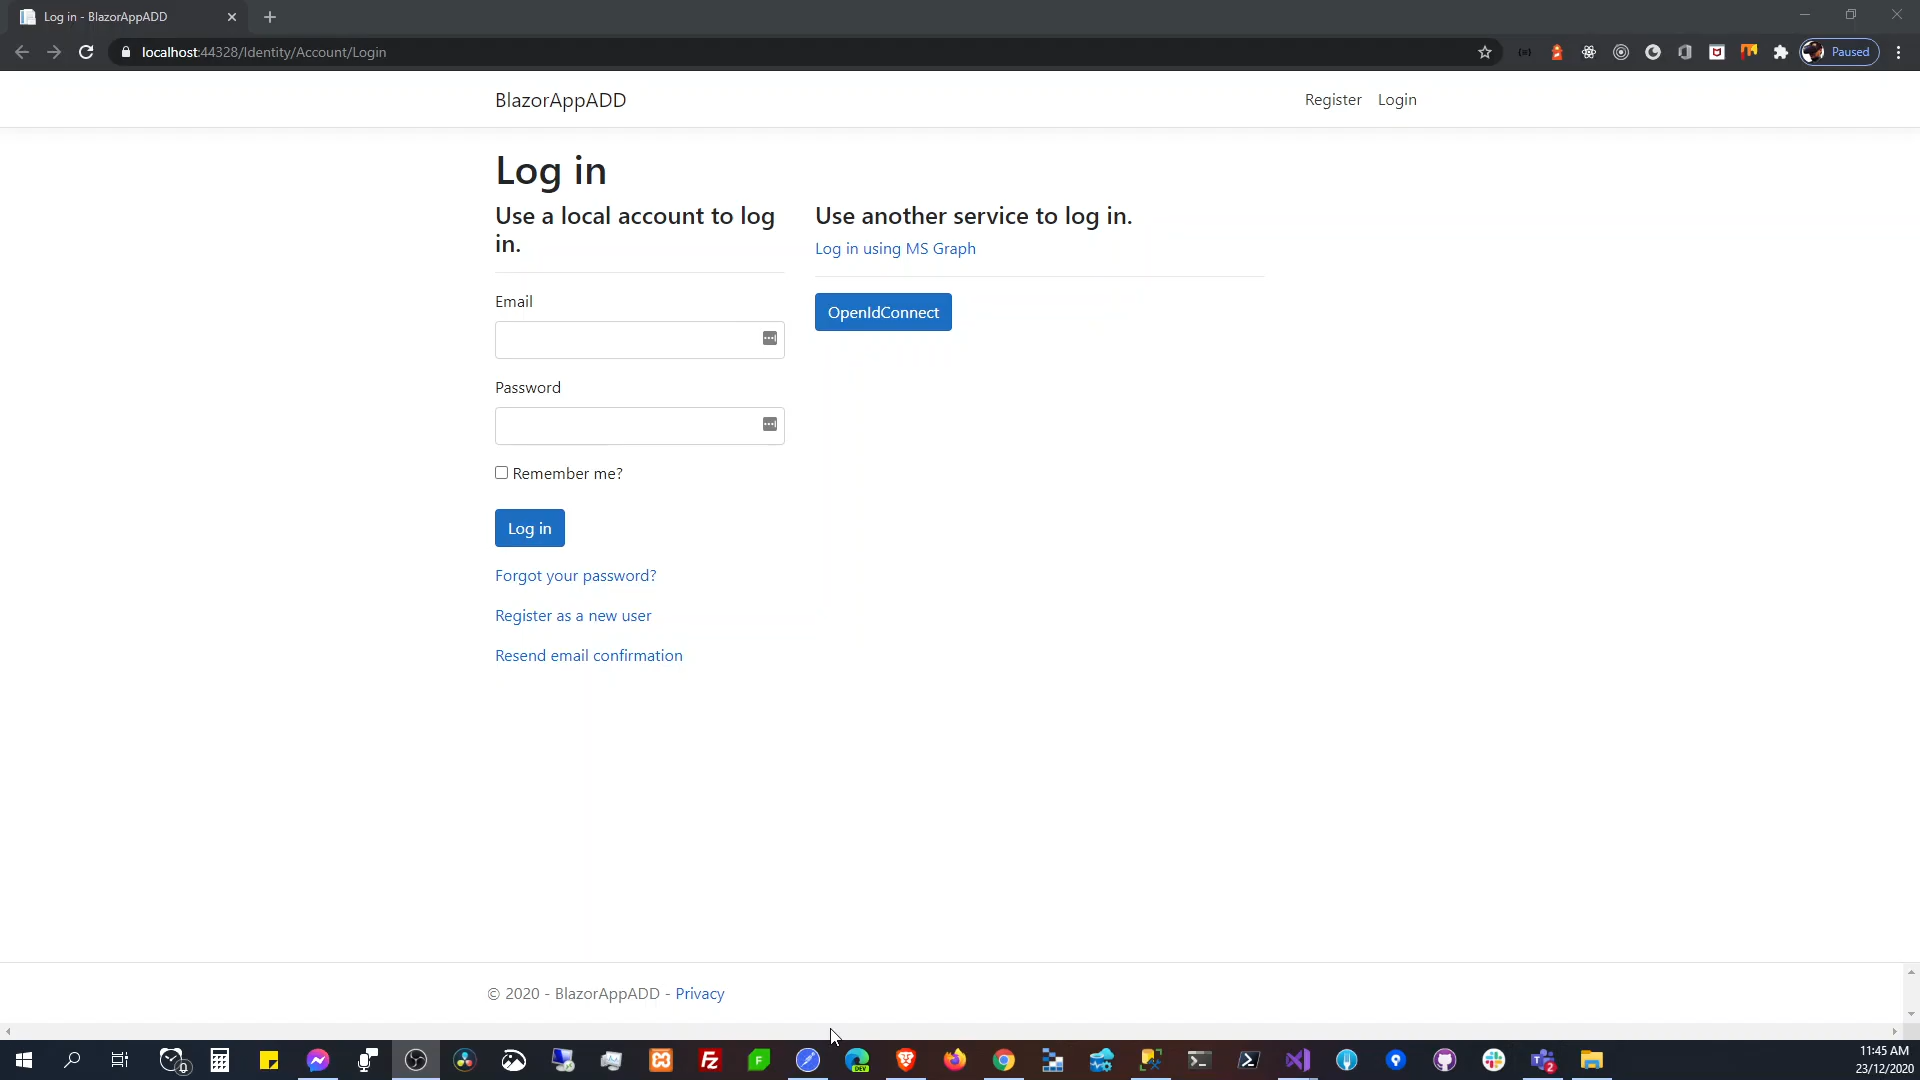 Log in - BlazorAppADD
localhost:44328/Identity/Account/Login
Paused
BlazorAppADD
Register
Login
Log in
Use a local account to log
in.
Email
Password
Remember me?
Log in
Forgot your password?
Register as a new user
Resend email confirmation
Use another service to log in.
Log in using MS Graph
OpenIdConnect
© 2020 - BlazorAppADD - Privacy
DEV
2
11:45 AM
23/12/2020